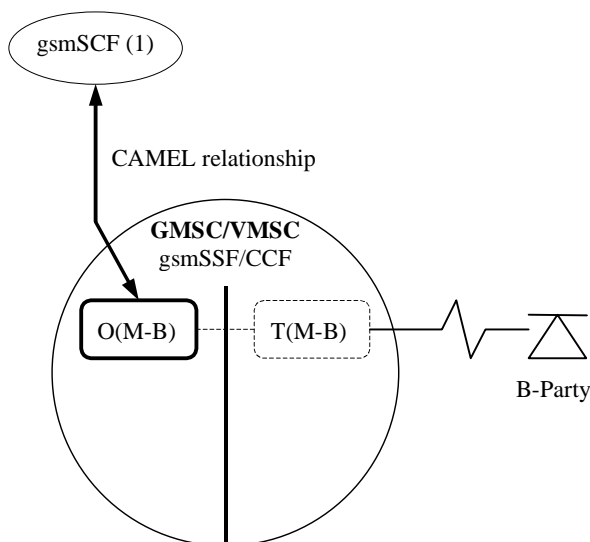 gsmSCF (1)
CAMEL relationship
GMSC/VMSC
gsmSSF/CCF
O(M-B)
T(M-B)
B-Party